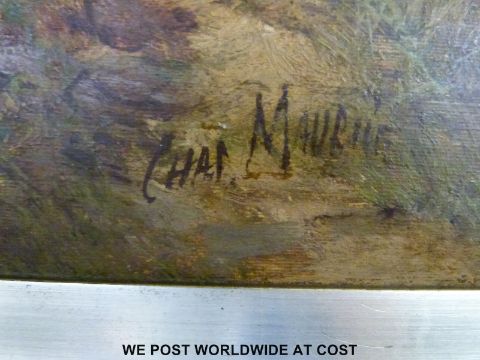 CHAS. MAURICE
WE POST WORLDWIDE AT COST